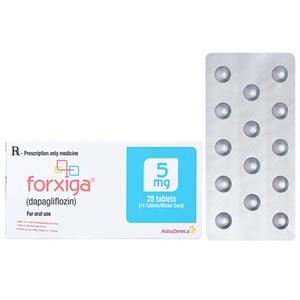 R - Prescription only medicine
forxiga®
(dapagliflozin)
For oral use
5
mg
28 tablets
(14 Tablets/Blister Card)
AstraZeneca